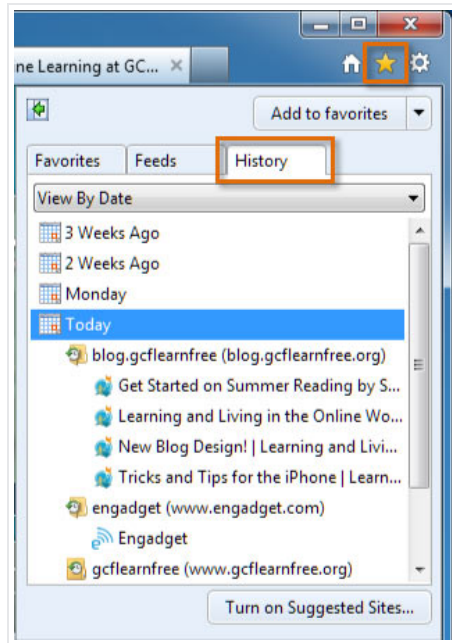 ne Learning at GC...
Add to favorites
Favorites Feeds History
View By Date
3 Weeks Ago
2 Weeks Ago
Monday
Today
blog.gcflearnfree (blog.gcflearnfree.org)
Get Started on Summer Reading by S...
Learning and Living in the Online Wo...
New Blog Design! | Learning and Livi...
Tricks and Tips for the iPhone | Learn...
engadget (www.engadget.com)
Engadget
gcflearnfree (www.gcflearnfree.org)
Turn on Suggested Sites...